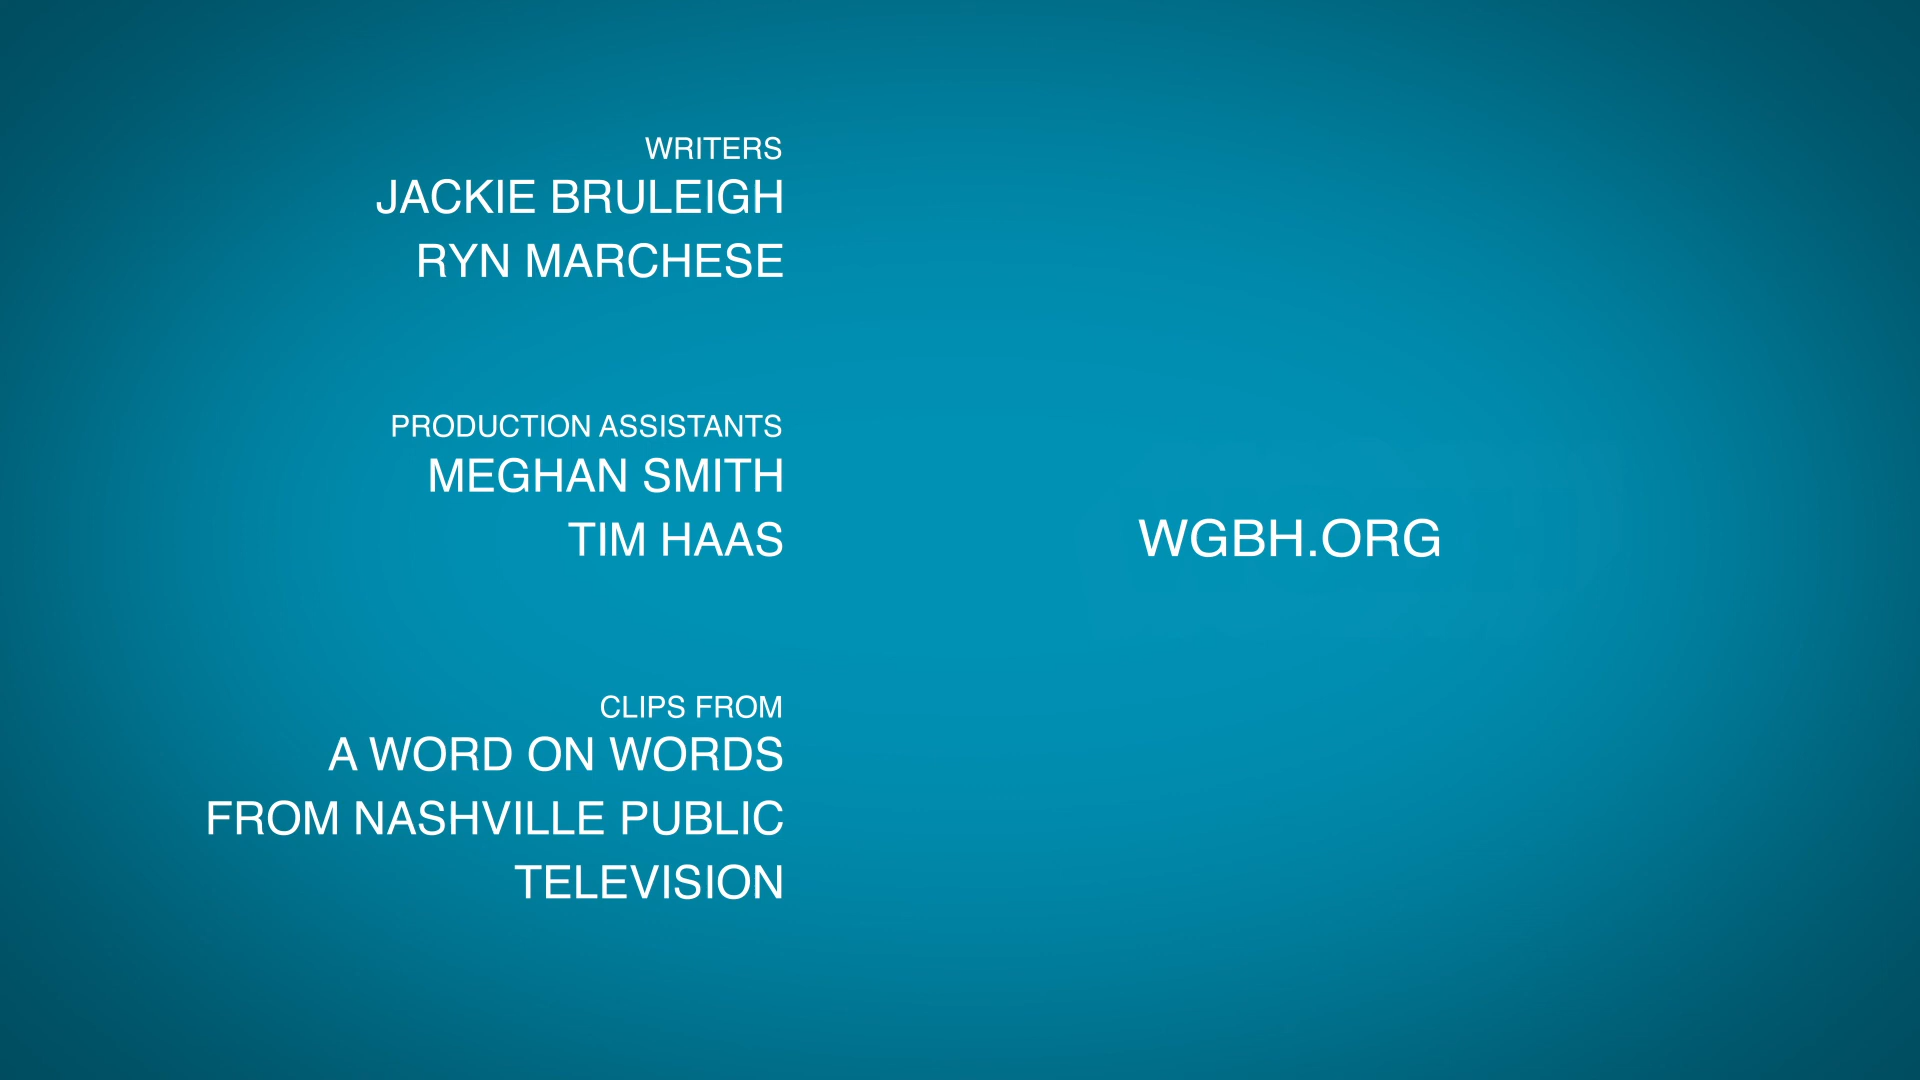 WRITERS
JACKIE BRULEIGH
RYN MARCHESE
PRODUCTION ASSISTANTS
MEGHAN SMITH
TIM HAAS
CLIPS FROM
A WORD ON WORDS
FROM NASHVILLE PUBLIC
TELEVISION
WGBH.ORG